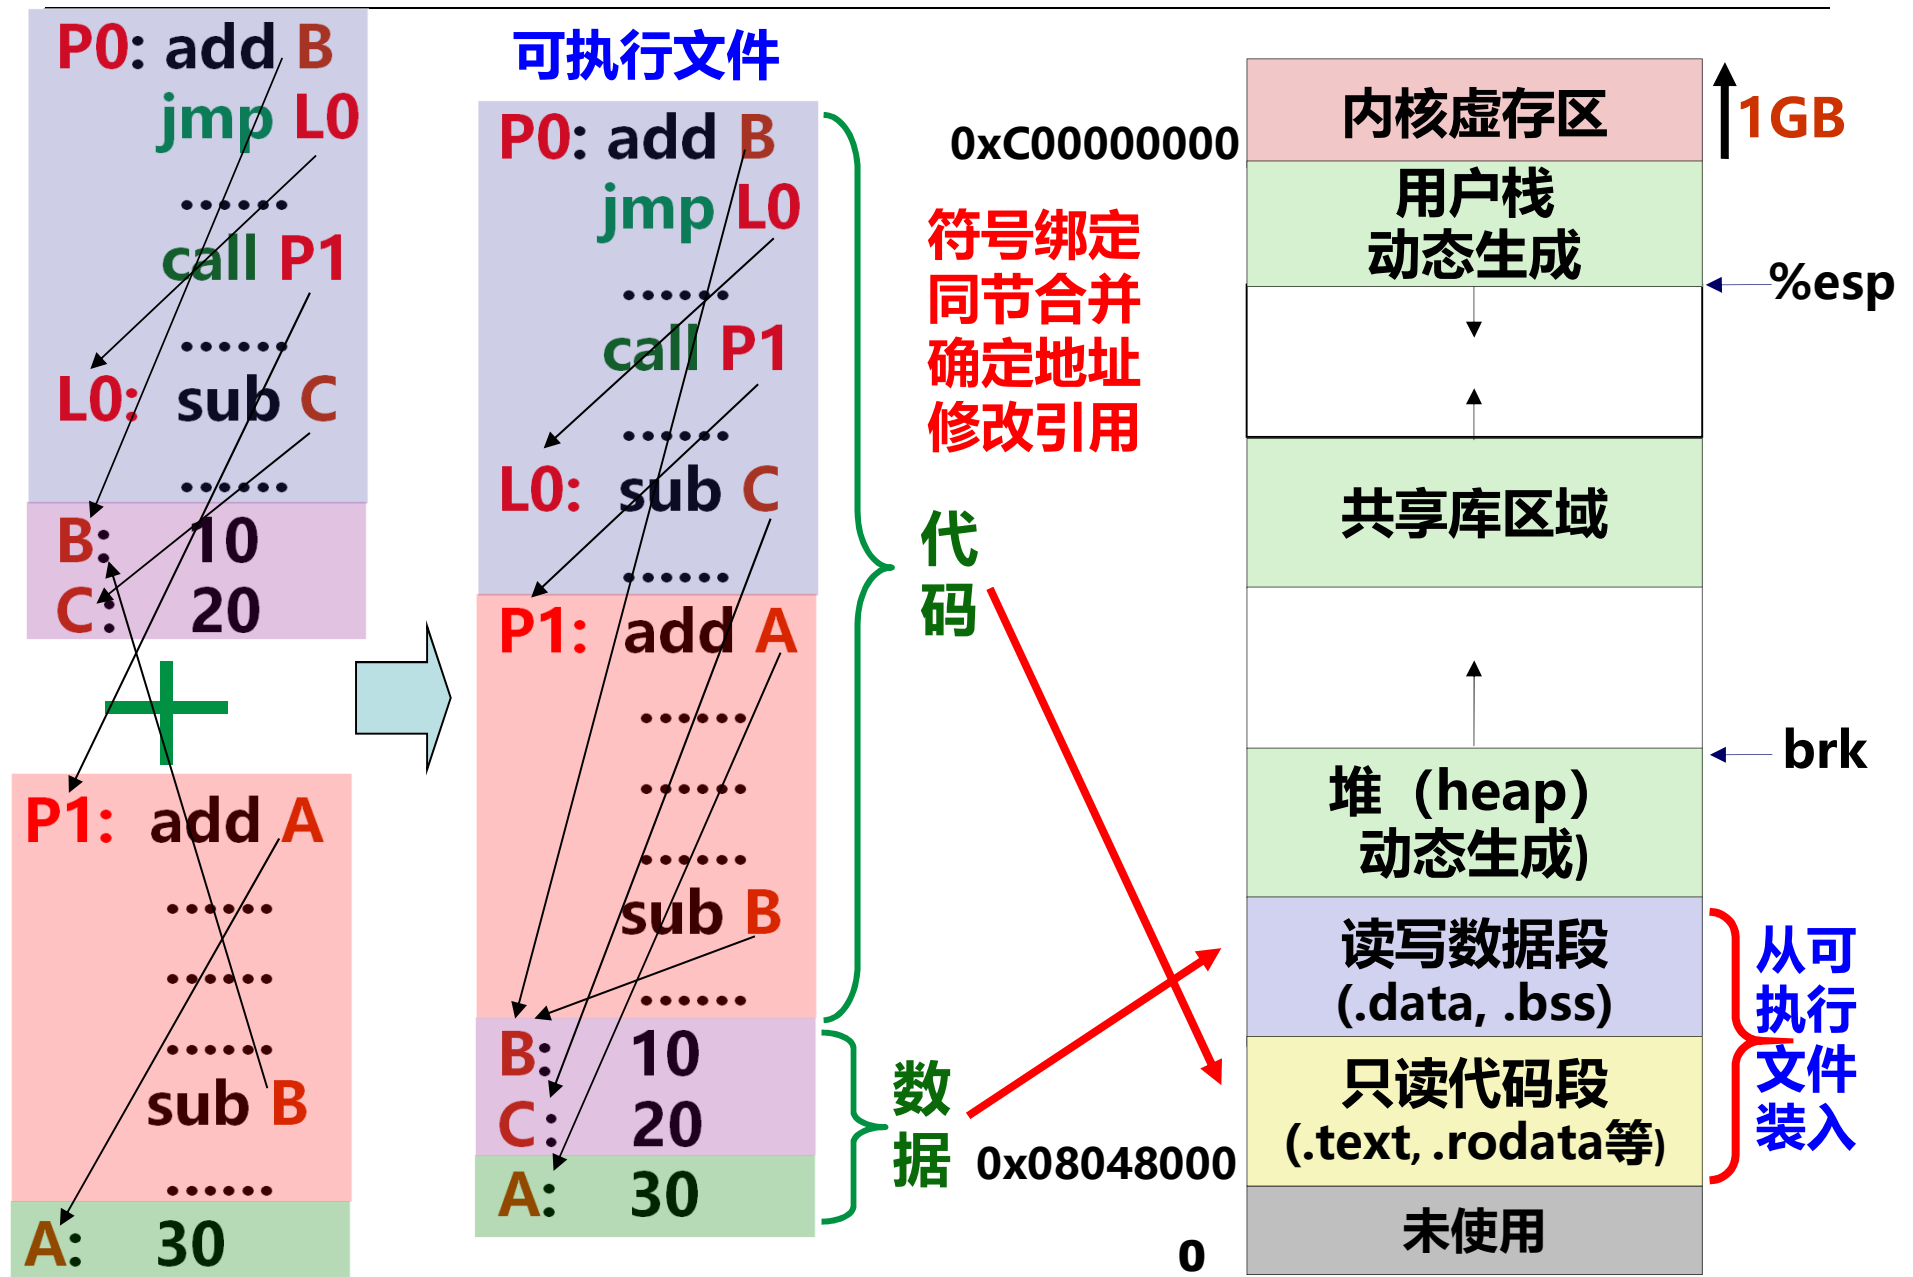 P0: add B
jmp L0
......
call P1
......
L0: sub C
......
B: 10
C: 20
P1: add A
......
......
......
sub B
......
A: 30
可执行文件
P0: add B
jmp L0
......
call P1
......
L0: sub C
......
P1: add A
......
......
......
sub B
......
B: 10
C: 20
A: 30
代
码
数
据
符号绑定
同节合并
确定地址
修改引用
0xC00000000
0x08048000
0
内核虚存区
用户栈
动态生成
共享库区域
堆（heap）
动态生成)
读写数据段
(.data, .bss)
只读代码段
(.text, .rodata等)
未使用
1GB
%esp
brk
从可
执行
文件
装入